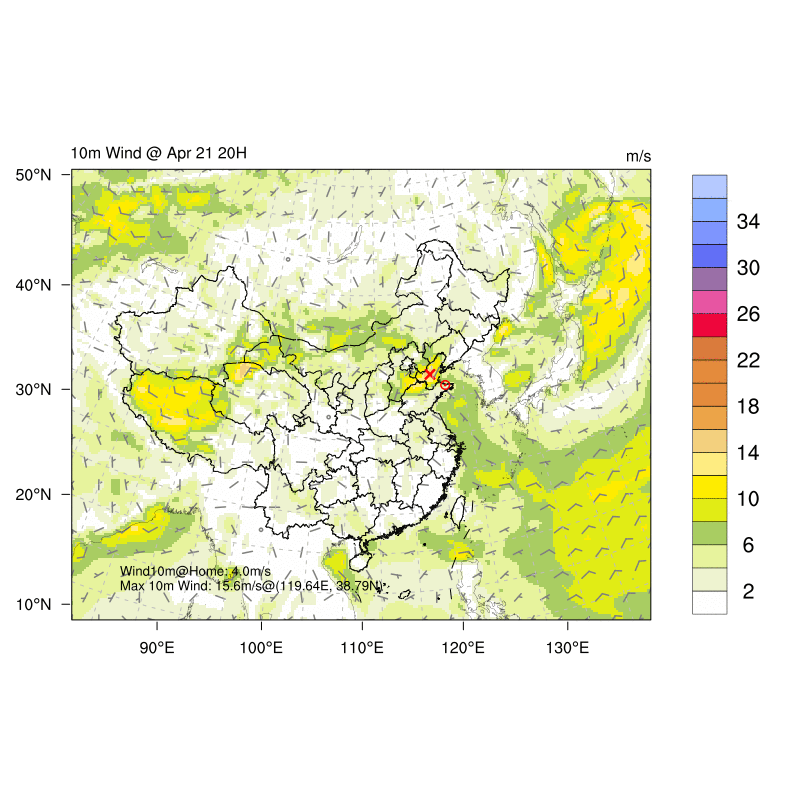 10m Wind @ Apr 21 20H
m/s
50°N
40°N
30°N
20°N
10°N
90°E
100°E
110°E
120°E
130°E
34
30
26
22
18
14
10
6
2
Wind10m@Home: 4.0m/s
Max 10m Wind: 15.6m/s@(119.64E, 38.79N)